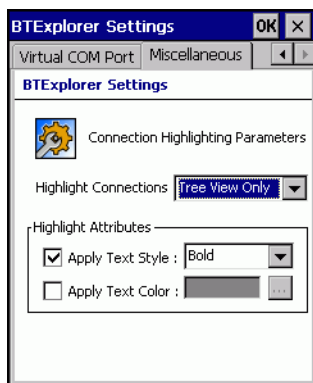 BTExplorer Settings OK ×
Virtual COM Port Miscellaneous
BTExplorer Settings
Connection Highlighting Parameters
Highlight Connections Tree View Only
Highlight Attributes
Apply Text Style : Bold
Apply Text Color : ...